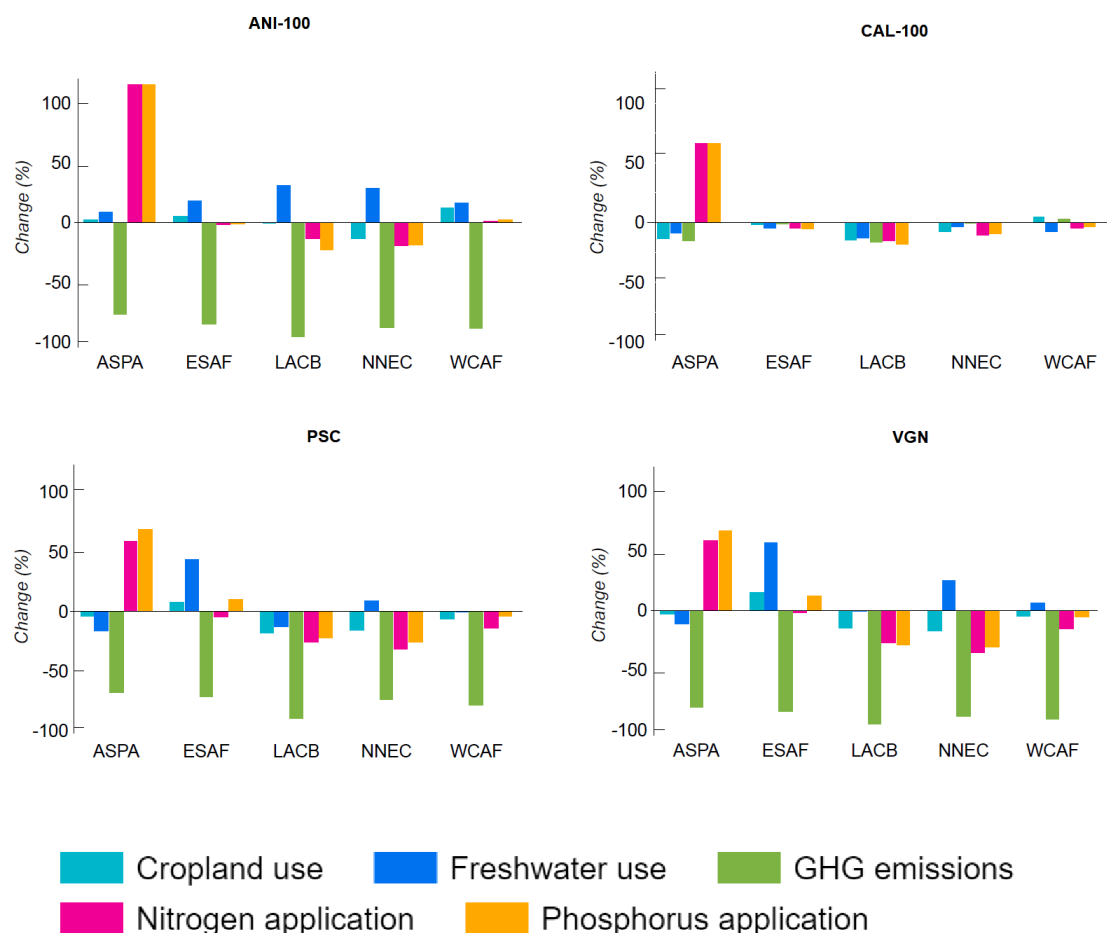 ANI-100
Change (%)
100
50
0
-50
-100
ASPA ESAF LACB NNEC WCAF
CAL-100
Change (%)
100
50
0
-50
-100
ASPA ESAF LACB NNEC WCAF
PSC
Change (%)
100
50
0
-50
-100
ASPA ESAF LACB NNEC WCAF
VGN
Change (%)
100
50
0
-50
-100
ASPA ESAF LACB NNEC WCAF
Cropland use Freshwater use GHG emissions
Nitrogen application Phosphorus application